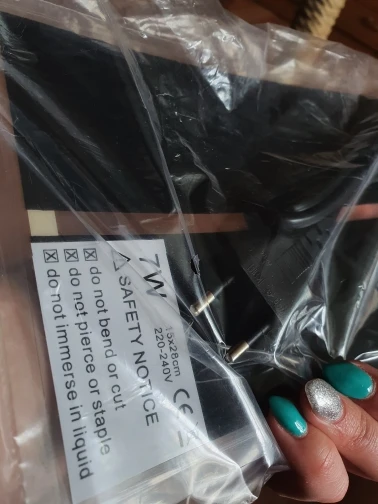 7W
15x28cm
220-240V
CE
⚠ SAFETY NOTICE
☒ do not bend or cut
☒ do not pierce or staple
☒ do not immerse in liquid